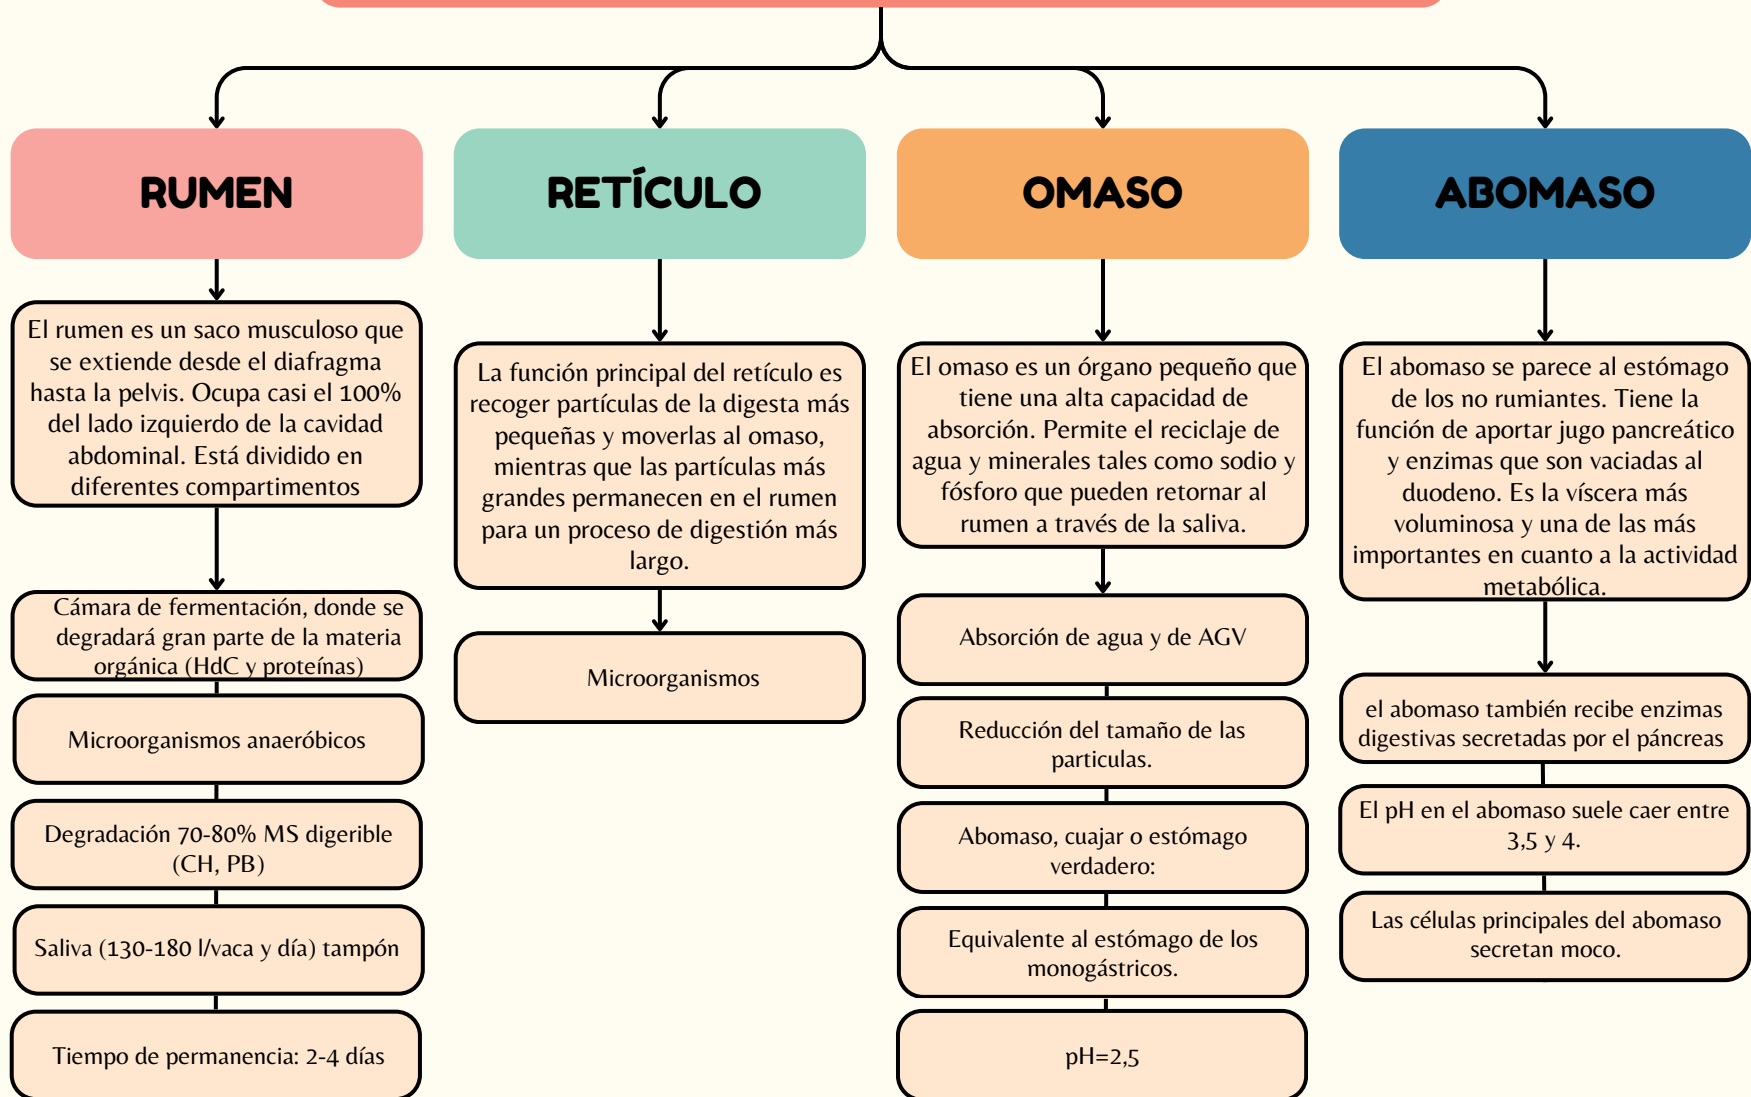 RUMEN
RETÍCULO
OMASO
ABOMASO
El rumen es un saco musculoso que
se extiende desde el diafragma
hasta la pelvis. Ocupa casi el 100%
del lado izquierdo de la cavidad
abdominal. Está dividido en
diferentes compartimentos
Cámara de fermentación, donde se
degradará gran parte de la materia
orgánica (HdC y proteínas)
Microorganismos anaeróbicos
Degradación 70-80% MS digerible
(CH, PB)
Saliva (130-180 l/vaca y día) tampón
Tiempo de permanencia: 2-4 días
La función principal del retículo es
recoger partículas de la digesta más
pequeñas y moverlas al omaso,
mientras que las partículas más
grandes permanecen en el rumen
para un proceso de digestión más
largo.
Microorganismos
El omaso es un órgano pequeño que
tiene una alta capacidad de
absorción. Permite el reciclaje de
agua y minerales tales como sodio y
fósforo que pueden retornar al
rumen a través de la saliva.
Absorción de agua y de AGV
Reducción del tamaño de las
particulas.
Abomaso, cuajar o estómago
verdadero:
Equivalente al estómago de los
monogástricos.
pH=2,5
El abomaso se parece al estómago
de los no rumiantes. Tiene la
función de aportar jugo pancreático
y enzimas que son vaciadas al
duodeno. Es la víscera más
voluminosa y una de las más
importantes en cuanto a la actividad
metabólica.
el abomaso también recibe enzimas
digestivas secretadas por el páncreas
El pH en el abomaso suele caer entre
3,5 y 4.
Las células principales del abomaso
secretan moco.